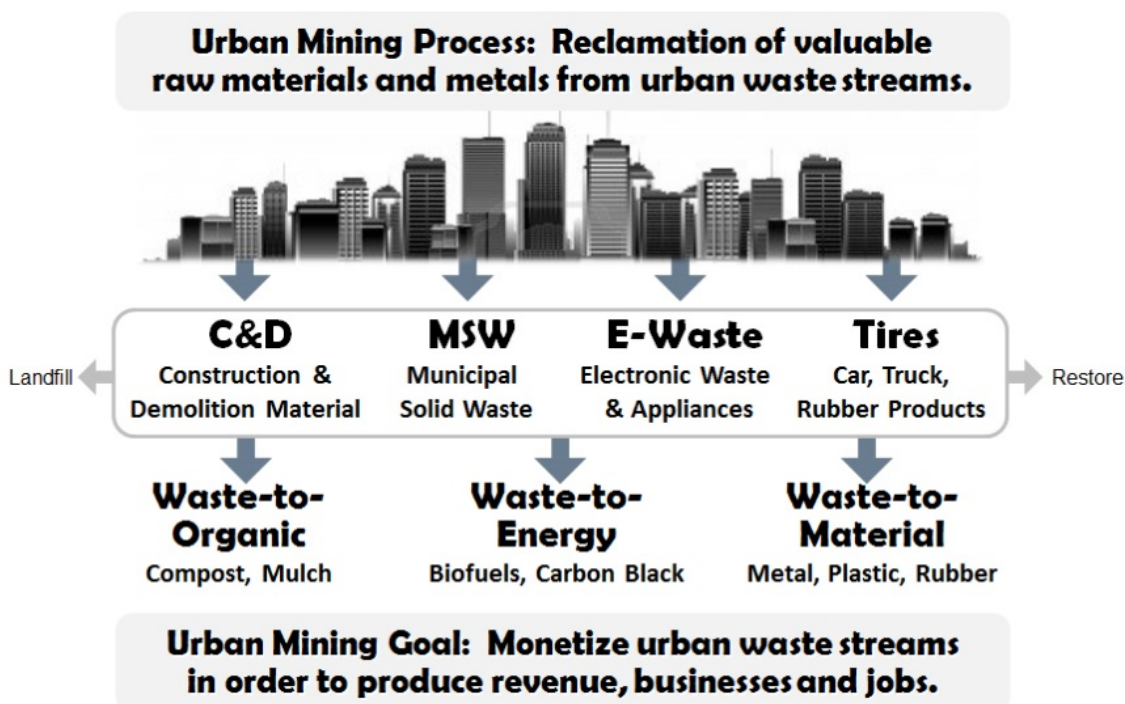 Urban Mining Process: Reclamation of valuable
raw materials and metals from urban waste streams.
C&D
Construction &
Demolition Material
MSW
Municipal
Solid Waste
E-Waste
Electronic Waste
& Appliances
Tires
Car, Truck,
Rubber Products
Landfill
Restore
Waste-to-
Organic
Compost, Mulch
Waste-to-
Energy
Biofuels, Carbon Black
Waste-to-
Material
Metal, Plastic, Rubber
Urban Mining Goal: Monetize urban waste streams
in order to produce revenue, businesses and jobs.